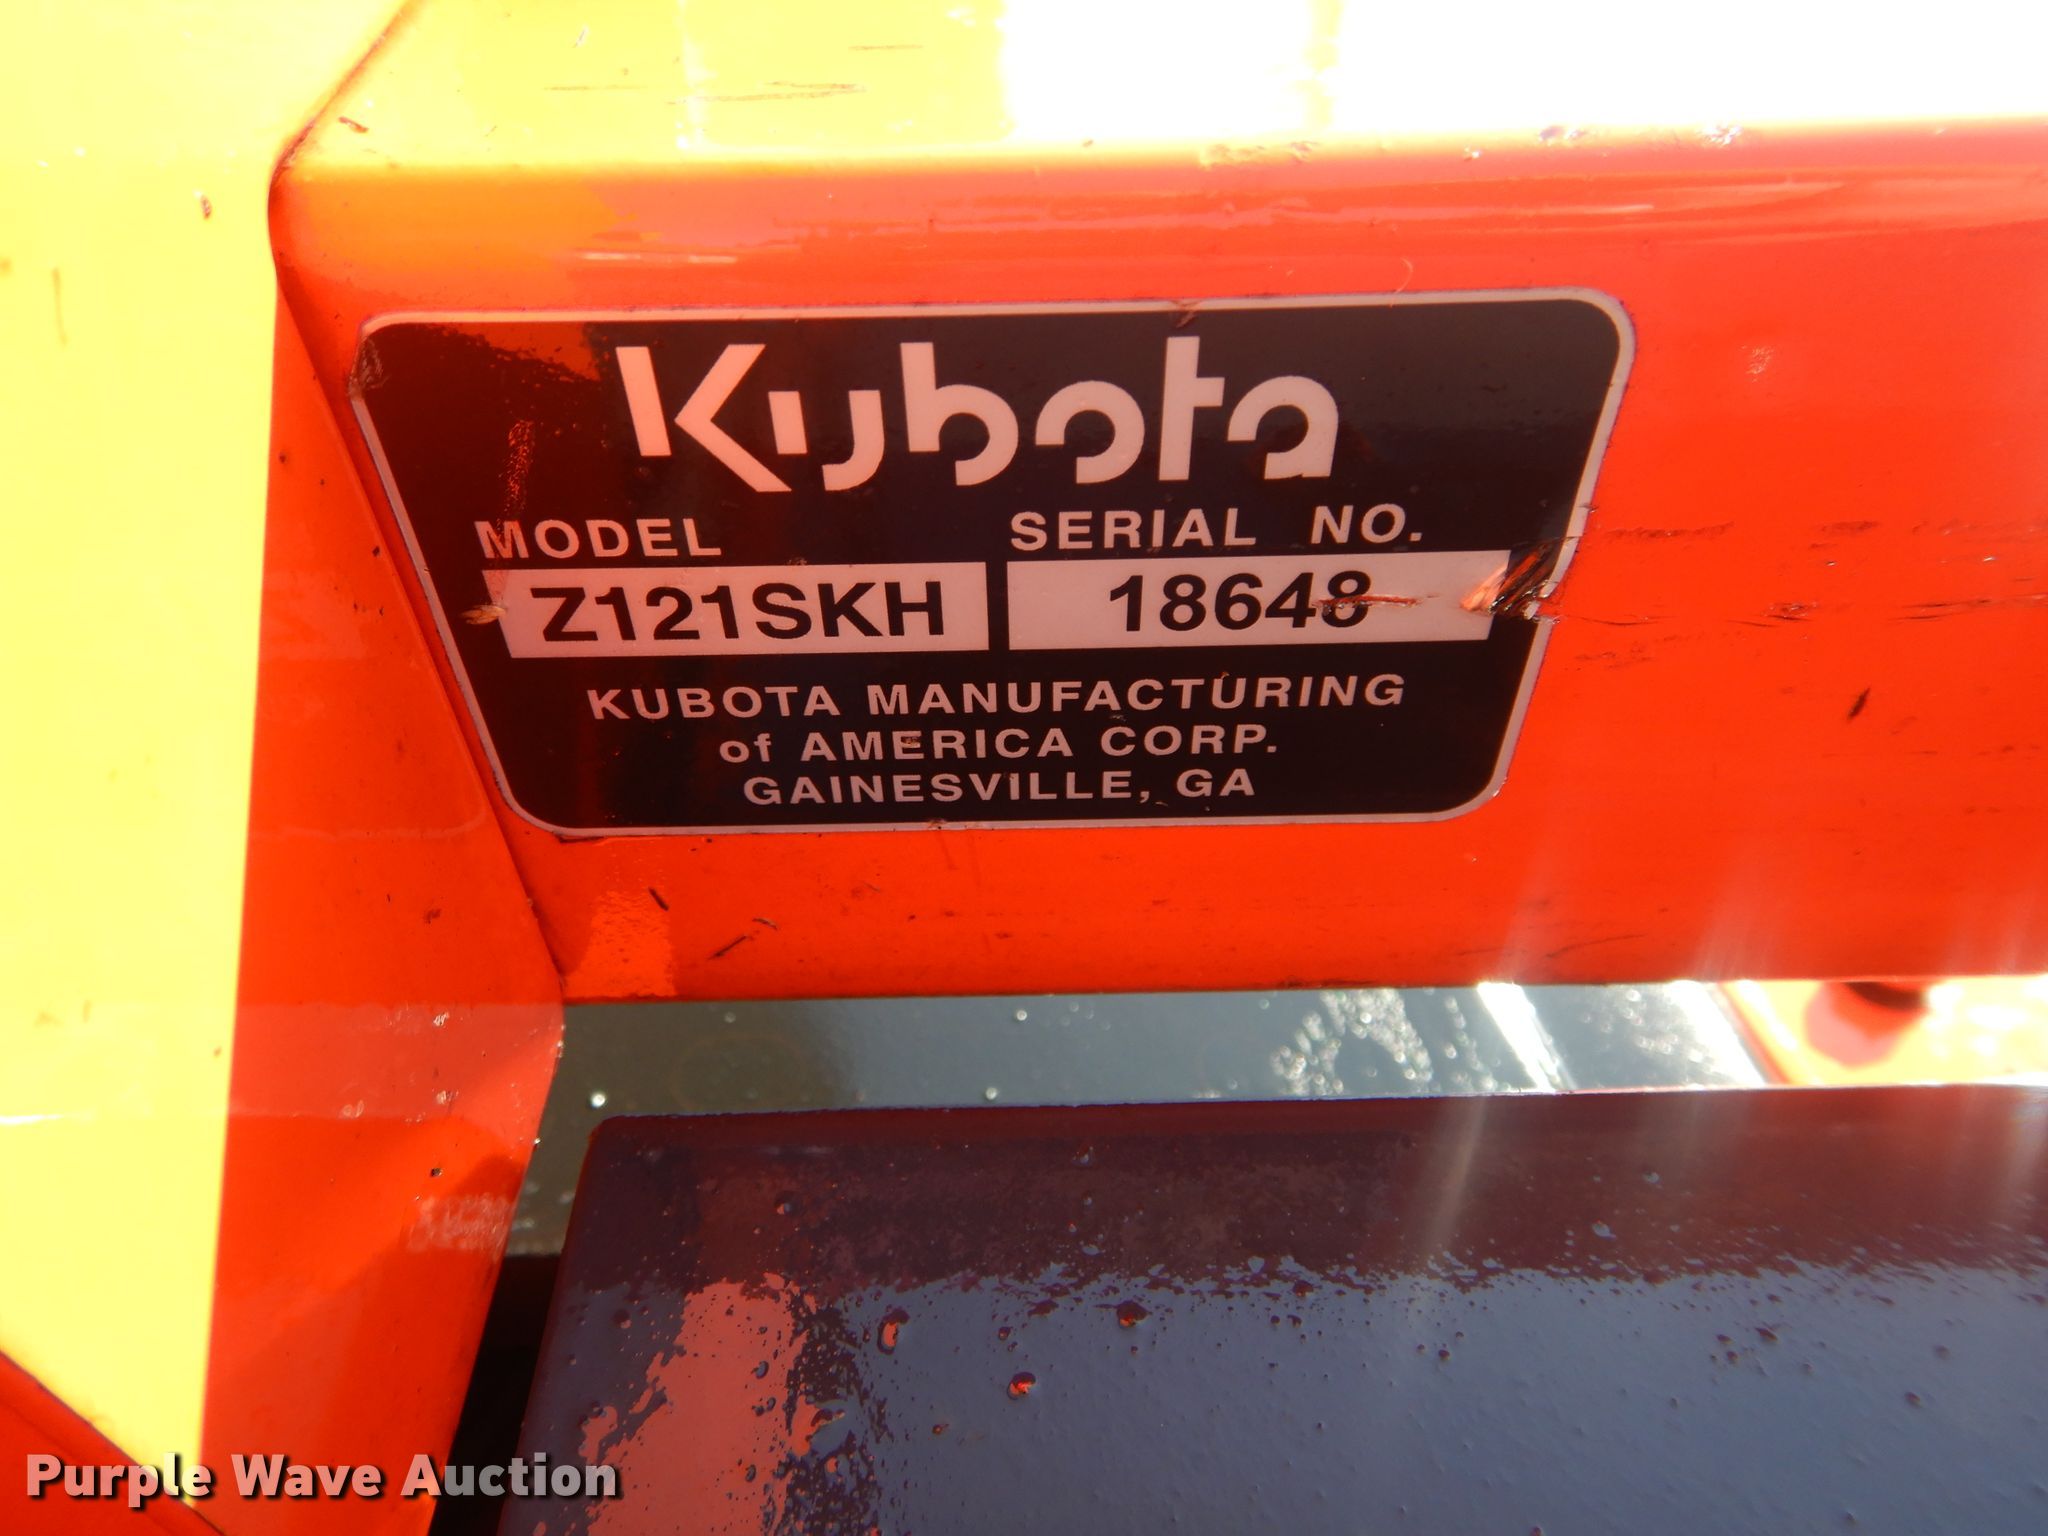 Kubota
MODEL SERIAL NO.
Z121SKH 18648
KUBOTA MANUFACTURING
of AMERICA CORP.
GAINESVILLE, GA
Purple Wave Auction